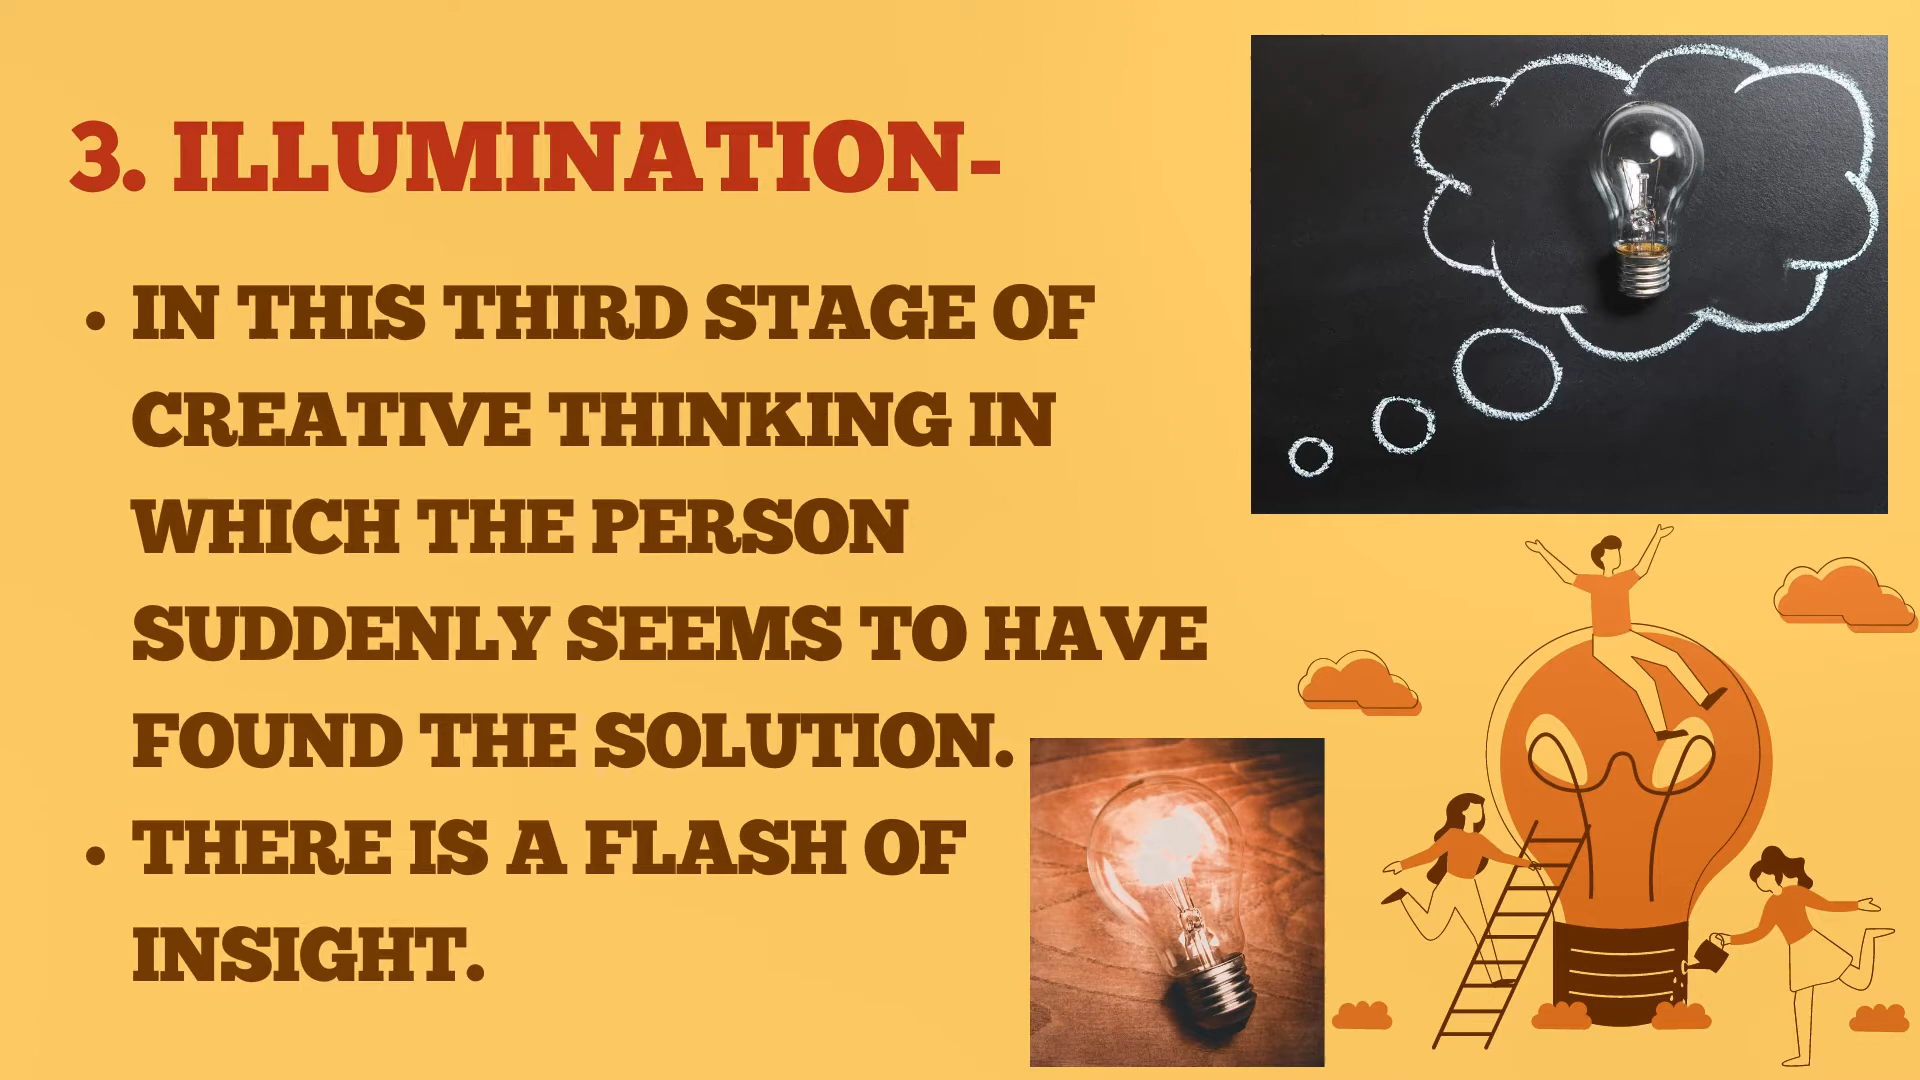 3. ILLUMINATION-
• IN THIS THIRD STAGE OF
CREATIVE THINKING IN
WHICH THE PERSON
SUDDENLY SEEMS TO HAVE
FOUND THE SOLUTION.
• THERE IS A FLASH OF
INSIGHT.